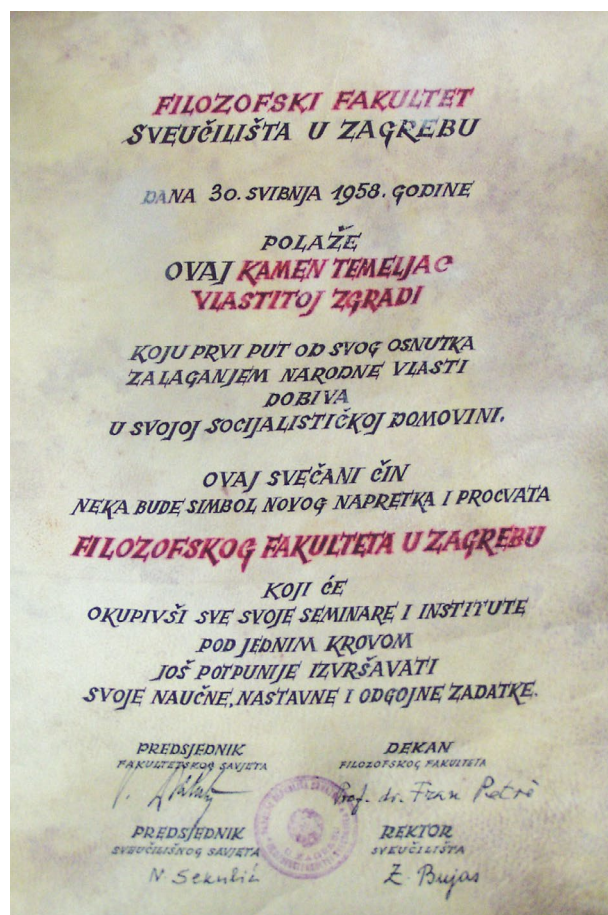 FILOZOFSKI FAKULTET
SVEUČILIŠTA U ZAGREBU
DANA 30. SVIBNJA 1958. GODINE
POLAŽE
OVAJ KAMEN TEMELJAC
VLASTITOJ ZGRADI
KOJU PRVI PUT OD SVOG OSNUTKA
ZALAGANJEM NARODNE VLASTI
DOBIVA
U SVOJOJ SOCIJALISTIČKOJ DOMOVINI.
OVAJ SVEČANI ČIN
NEKA BUDE SIMBOL NOVOG NAPRETKA I PROCVATA
FILOZOFSKOG FAKULTETA U ZAGREBU
KOJI ĆE
OKUPIVŠI SVE SVOJE SEMINARE I INSTITUTE
POD JEDNIM KROVOM
JOŠ POTPUNIJE IZVRŠAVATI
SVOJE NAUČNE, NASTAVNE I ODGOJNE ZADATKE.
PREDSJEDNIK
FAKULTETSKOG SAVJETA
DEKAN
FILOZOFSKOG FAKULTETA
Prof. dr. Fran Petrè
PREDSJEDNIK
SVEUČILIŠNOG SAVJETA
N Sekulić
REKTOR
SVEUČILIŠTA
Z. Bujas